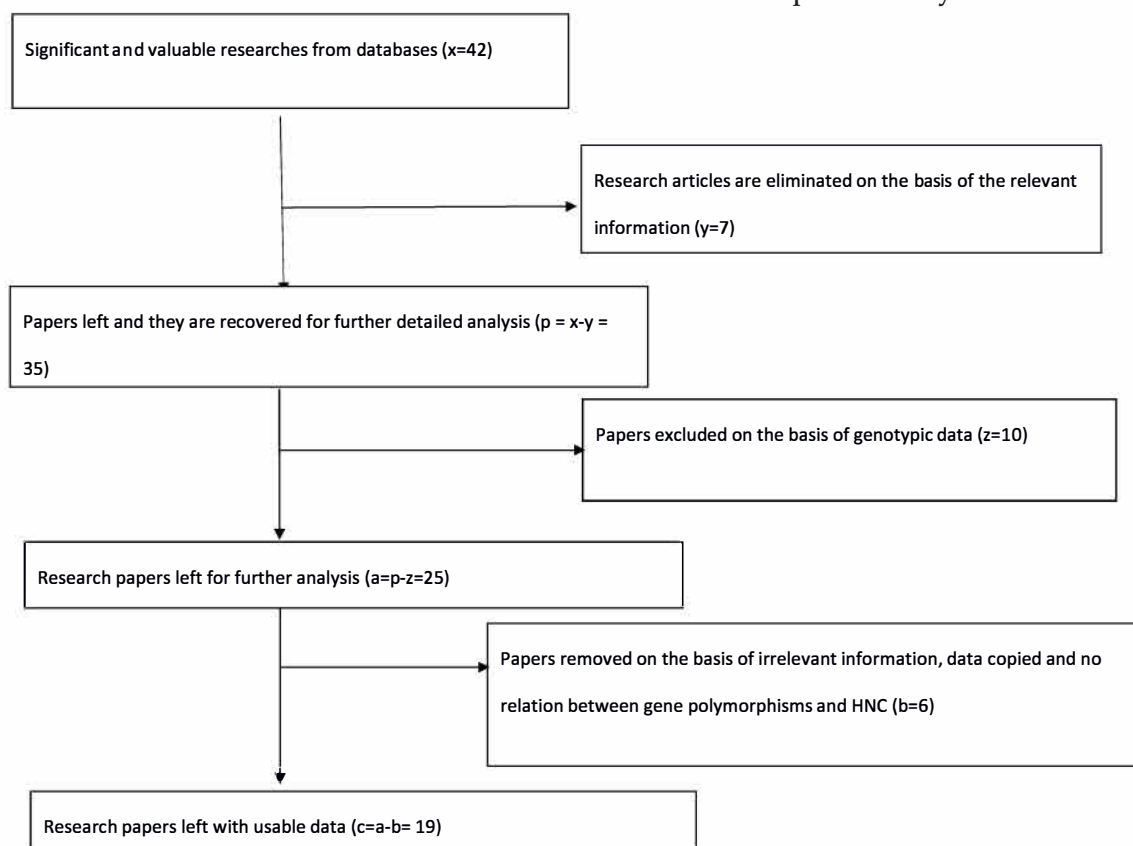 Significant and valuable researches from databases (x=42)
Research articles are eliminated on the basis of the relevant
information (y=7)
Papers left and they are recovered for further detailed analysis (p = x-y =
35)
Papers excluded on the basis of genotypic data (z=10)
Research papers left for further analysis (a=p-z=25)
Papers removed on the basis of irrelevant information, data copied and no
relation between gene polymorphisms and HNC (b=6)
Research papers left with usable data (c=a-b= 19)